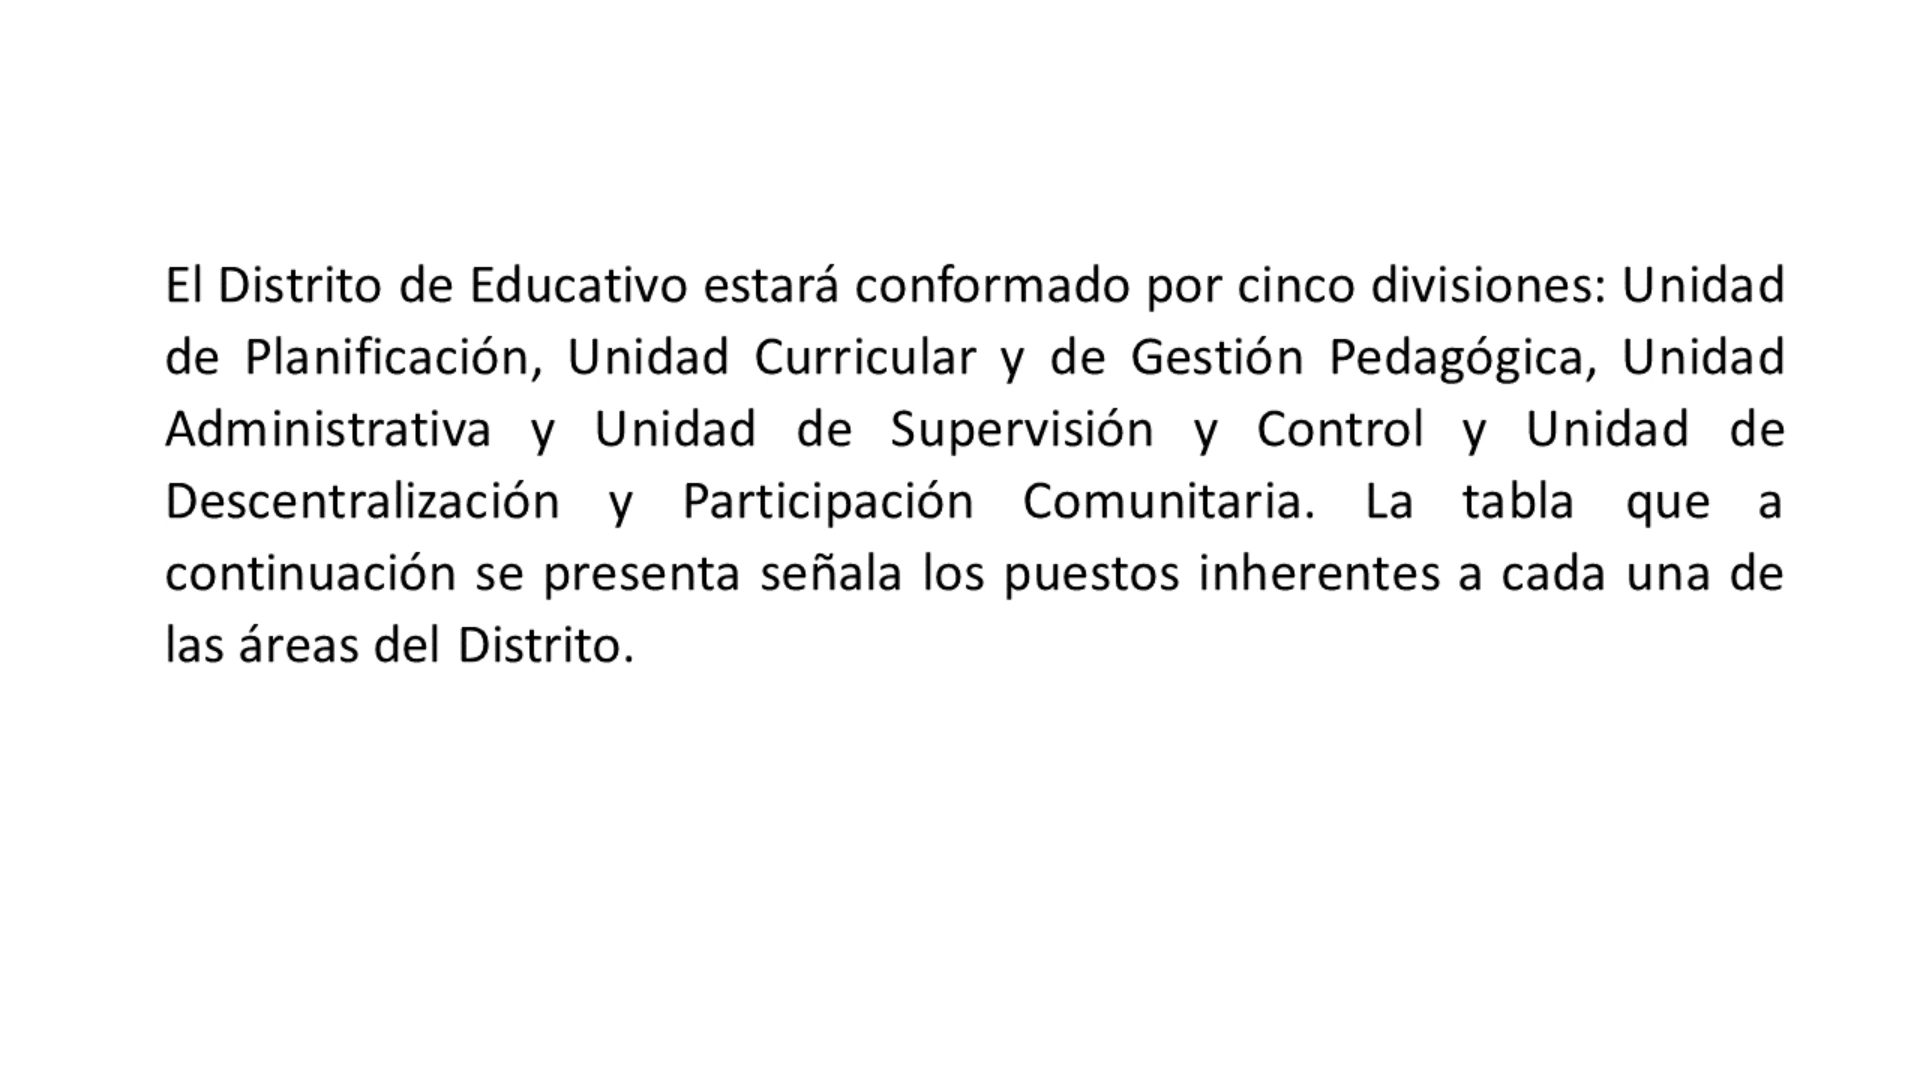 El Distrito de Educativo estará conformado por cinco divisiones: Unidad
de Planificación, Unidad Curricular y de Gestión Pedagógica, Unidad
Administrativa y Unidad de Supervisión y Control y Unidad de
Descentralización y Participación Comunitaria. La tabla que a
continuación se presenta señala los puestos inherentes a cada una de
las áreas del Distrito.